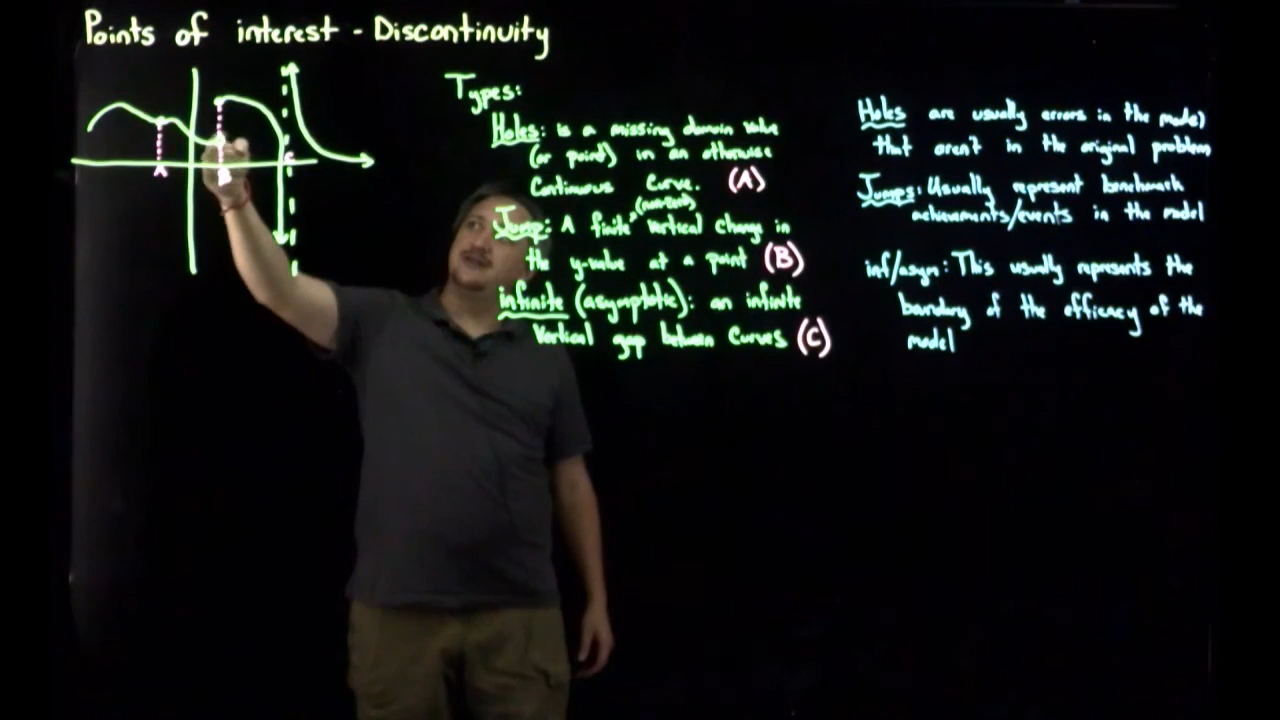 Points of interest - Discontinuity
A
B
C
Types:
Holes: is a missing domain value
(or point) in an otherwise
Continuous Curve. (A)
Jump: A finite (nonzero) vertical change in
the y-value at a point (B)
infinite (asymptotic): an infinite
vertical gap between Curves (C)
Holes are usually errors in the model
that aren't in the original problem
Jumps: Usually represent benchmark
achievements/events in the model
inf/asym: This usually represents the
boundary of the efficacy of the
model